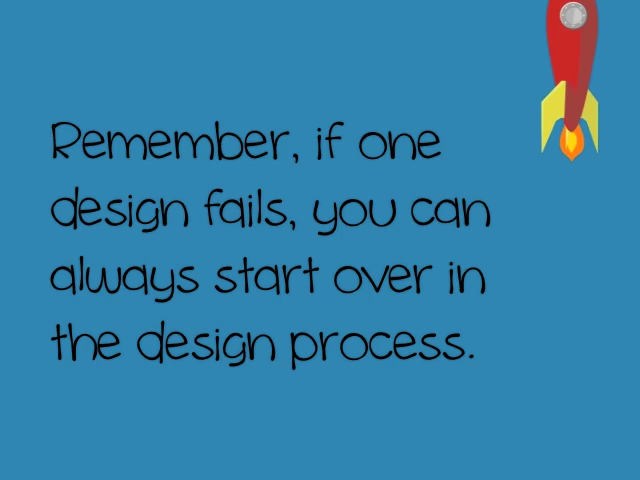 Remember, if one
design fails, you can
always start over in
the design process.